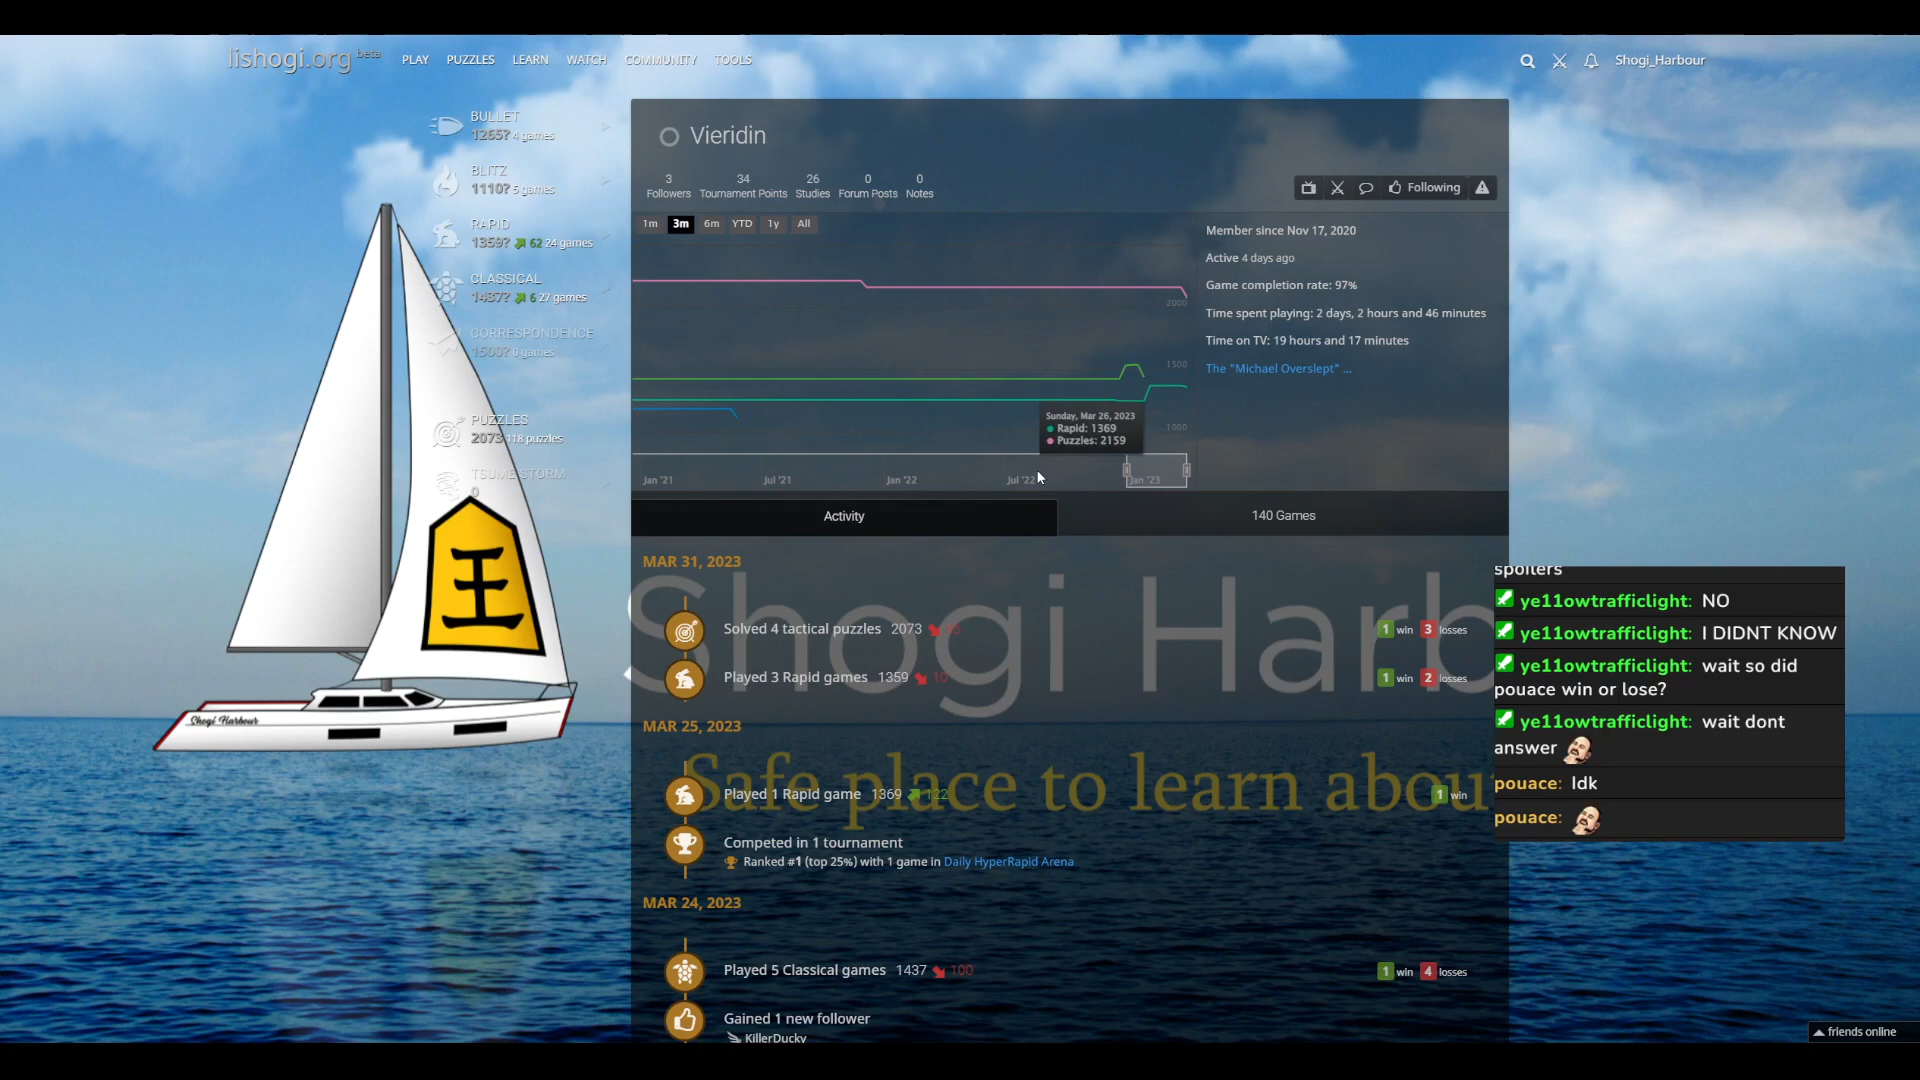 lishogi.org beta
PLAY PUZZLES LEARN WATCH COMMUNITY TOOLS
Shogi_Harbour
BULLET
1265? 4 games
BLITZ
1110? 5 games
RAPID
1359? 62 24 games
CLASSICAL
1437? 6 27 games
CORRESPONDENCE
1500? 0 games
PUZZLES
2073 118 puzzles
TSUME STORM
0
王
Shogi Harbour
Vieridin
3 34 26 0 0
Followers Tournament Points Studies Forum Posts Notes
Following
1m 3m 6m YTD 1y All
2000
1500
1000
Sunday, Mar 26, 2023
Rapid: 1369
Puzzles: 2159
Jan '21 Jul '21 Jan '22 Jul '22 Jan '23
Member since Nov 17, 2020
Active 4 days ago
Game completion rate: 97%
Time spent playing: 2 days, 2 hours and 46 minutes
Time on TV: 19 hours and 17 minutes
The "Michael Overslept" ...
Activity 140 Games
MAR 31, 2023
Solved 4 tactical puzzles 2073 1 win 3 losses
Played 3 Rapid games 1359 10 1 win 2 losses
Shogi Harb
MAR 25, 2023
Played 1 Rapid game 1369 122 1 win
Safe place to learn abou
Competed in 1 tournament
Ranked #1 (top 25%) with 1 game in Daily HyperRapid Arena
MAR 24, 2023
Played 5 Classical games 1437 100 1 win 4 losses
Gained 1 new follower
KillerDucky
spoilers
ye11owtrafficlight: NO
ye11owtrafficlight: I DIDNT KNOW
ye11owtrafficlight: wait so did
pouace win or lose?
ye11owtrafficlight: wait dont
answer
pouace: Idk
pouace:
friends online